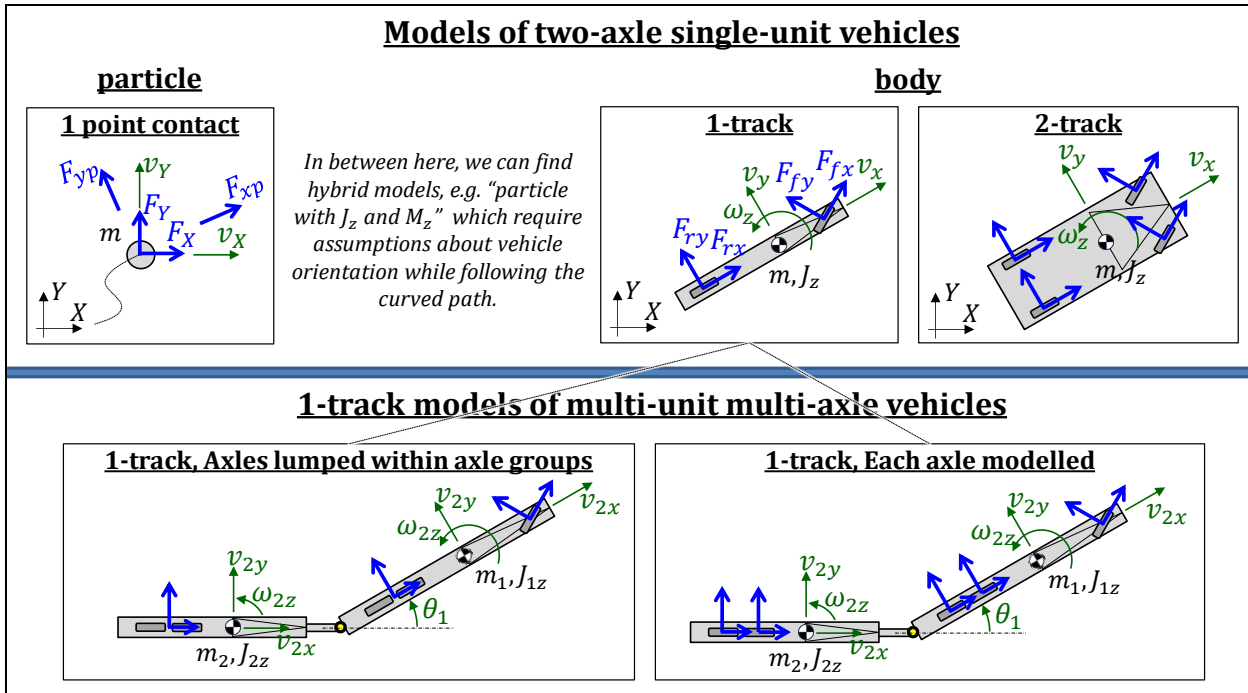 Models of two-axle single-unit vehicles
particle
body
1 point contact
F_yp
v_Y
F_xp
F_Y
m
F_X
v_X
Y
X
In between here, we can find
hybrid models, e.g. “particle
with J_z and M_z” which require
assumptions about vehicle
orientation while following the
curved path.
1-track
F_fy
F_fx
v_x
v_y
ω_z
F_ry
F_rx
m, J_z
Y
X
2-track
v_y
v_x
ω_z
m, J_z
Y
X
1-track models of multi-unit multi-axle vehicles
1-track, Axles lumped within axle groups
v_2y
v_2x
ω_2z
m_1, J_1z
v_2y
ω_2z
θ_1
v_2x
m_2, J_2z
1-track, Each axle modelled
v_2y
v_2x
ω_2z
m_1, J_1z
v_2y
ω_2z
θ_1
v_2x
m_2, J_2z